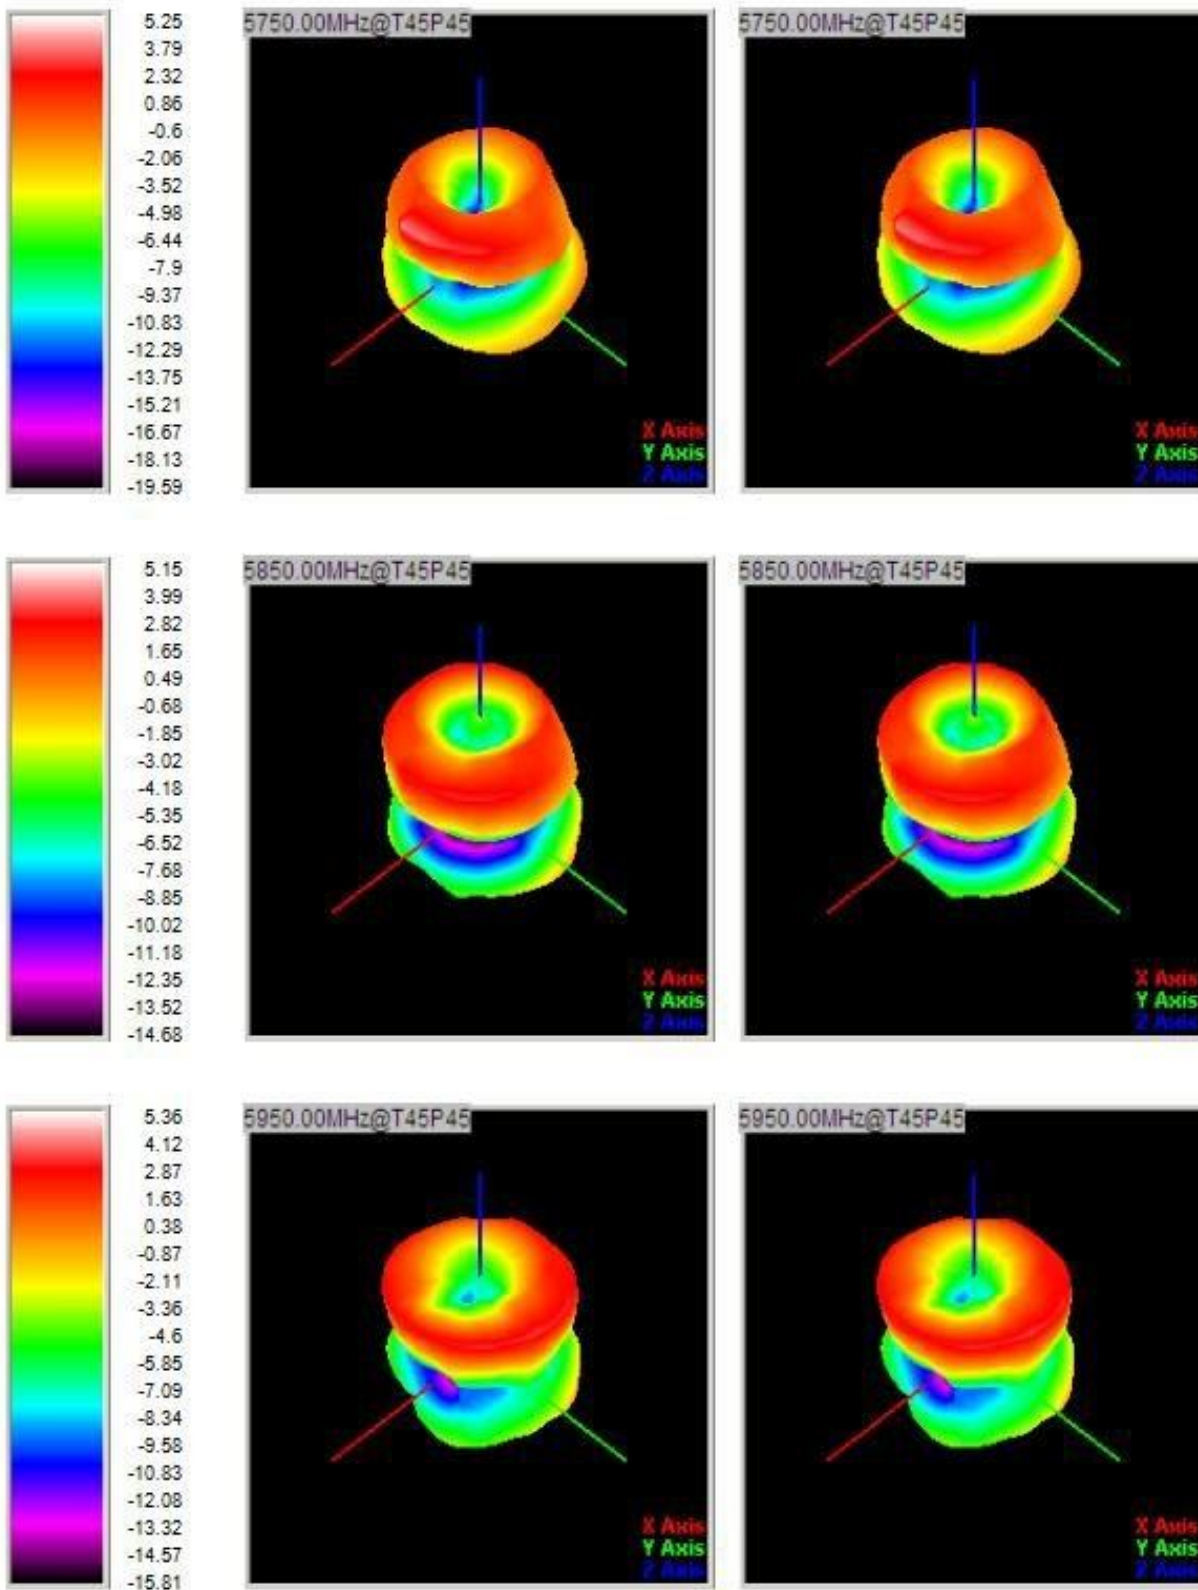 5.25
3.79
2.32
0.86
-0.6
-2.06
-3.52
-4.98
-6.44
-7.9
-9.37
-10.83
-12.29
-13.75
-15.21
-16.67
-18.13
-19.59
5750.00MHz@T45P45
X Axis
Y Axis
Z Axis
5750.00MHz@T45P45
X Axis
Y Axis
Z Axis
5.15
3.99
2.82
1.65
0.49
-0.68
-1.85
-3.02
-4.18
-5.35
-6.52
-7.68
-8.85
-10.02
-11.18
-12.35
-13.52
-14.68
5850.00MHz@T45P45
X Axis
Y Axis
Z Axis
5850.00MHz@T45P45
X Axis
Y Axis
Z Axis
5.36
4.12
2.87
1.63
0.38
-0.87
-2.11
-3.36
-4.6
-5.85
-7.09
-8.34
-9.58
-10.83
-12.08
-13.32
-14.57
-15.81
5950.00MHz@T45P45
X Axis
Y Axis
Z Axis
5950.00MHz@T45P45
X Axis
Y Axis
Z Axis